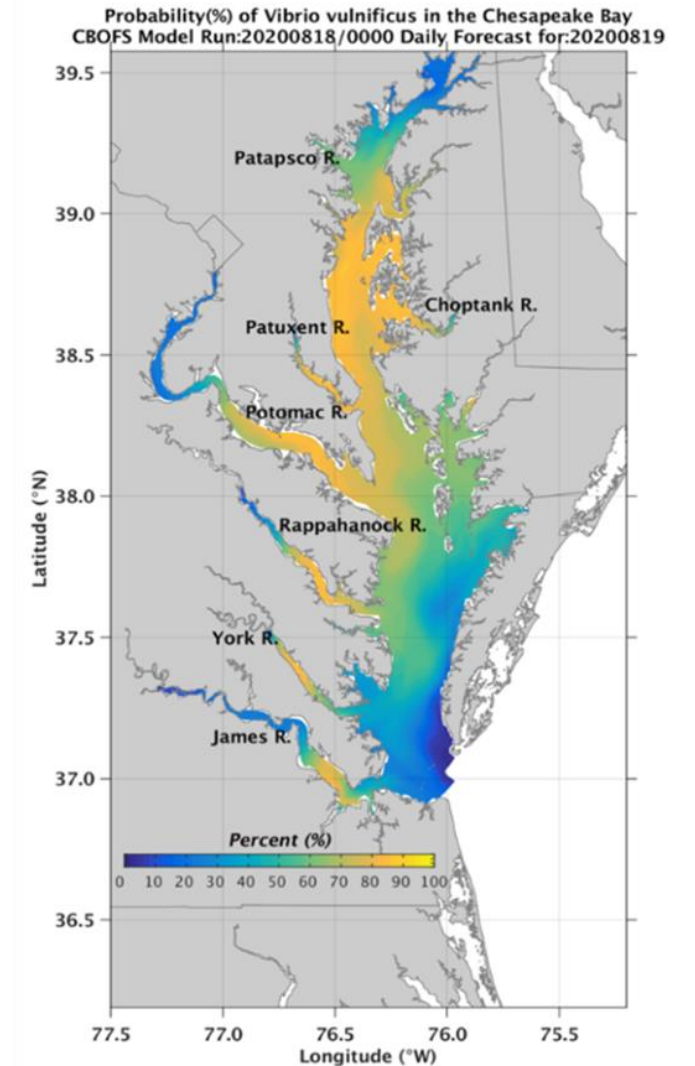 Probability(%) of Vibrio vulnificus in the Chesapeake Bay
CBOFS Model Run:20200818/0000 Daily Forecast for:20200819
39.5
Patapsco R.
39.0
Choptank R.
Patuxent R.
38.5
Potomac R.
38.0
Rappahanock R.
Latitude (°N)
37.5
York R.
James R.
37.0
Percent (%)
0 10 20 30 40 50 60 70 80 90 100
36.5
77.5 77.0 76.5 76.0 75.5
Longitude (°W)